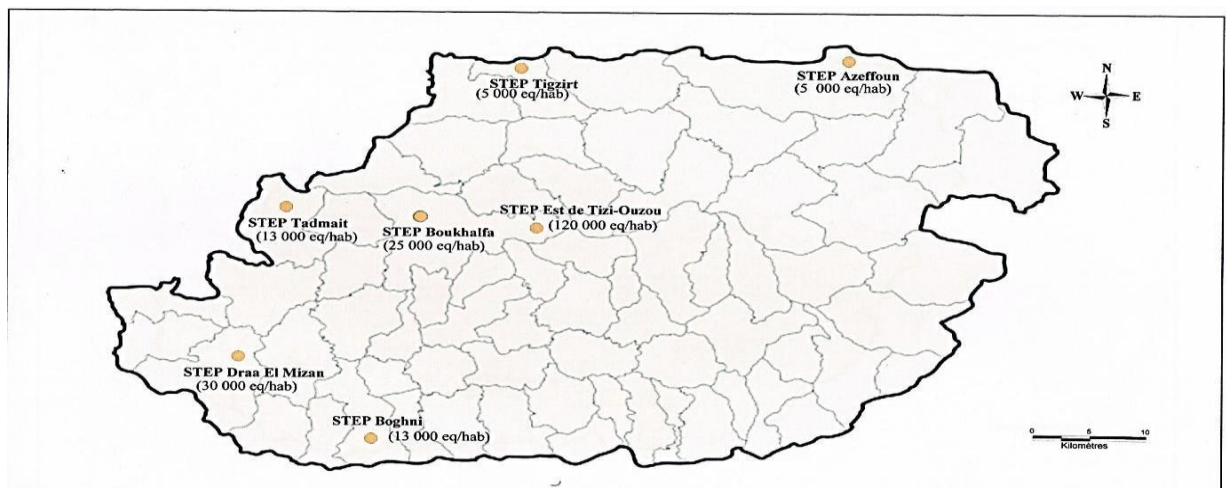 STEP Tigzirt
(5 000 eq/hab)
STEP Azeffoun
(5 000 eq/hab)
N
W E
S
STEP Tadmait
(13 000 eq/hab)
STEP Boukhalfa
(25 000 eq/hab)
STEP Est de Tizi-Ouzou
(120 000 eq/hab)
STEP Draa El Mizan
(30 000 eq/hab)
STEP Boghni
(13 000 eq/hab)
0 5 10
Kilomètres